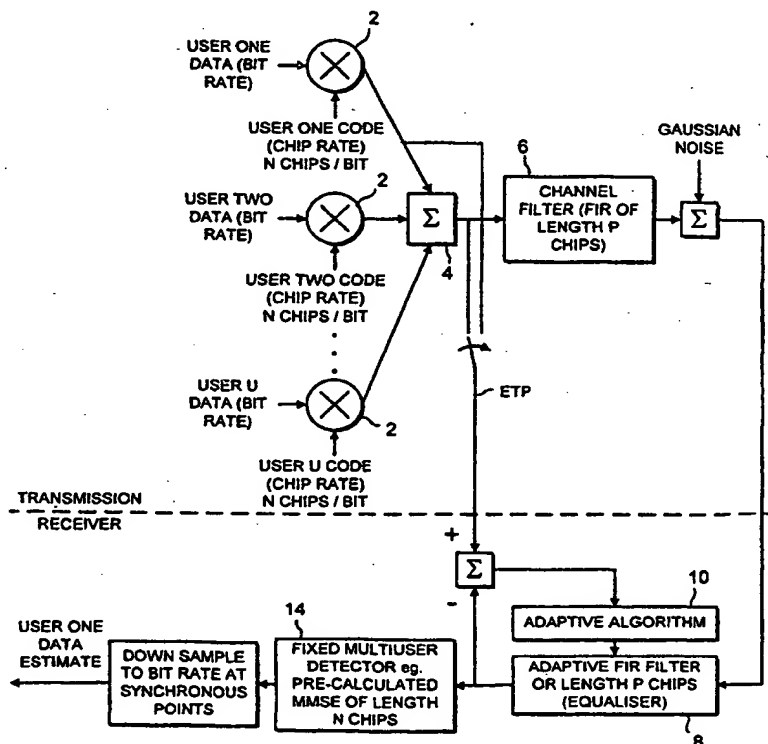 2
USER ONE
DATA (BIT
RATE)
USER ONE CODE
(CHIP RATE)
N CHIPS / BIT
GAUSSIAN
NOISE
2
6
USER TWO
DATA (BIT
RATE)
Σ
4
CHANNEL
FILTER (FIR OF
LENGTH P
CHIPS)
Σ
USER TWO CODE
(CHIP RATE)
N CHIPS / BIT
USER U
DATA (BIT
RATE)
2
ETP
USER U CODE
(CHIP RATE)
N CHIPS / BIT
TRANSMISSION
RECEIVER
+
Σ
-
10
ADAPTIVE ALGORITHM
14
USER ONE
DATA
ESTIMATE
DOWN SAMPLE
TO BIT RATE AT
SYNCHRONOUS
POINTS
FIXED MULTIUSER
DETECTOR eg.
PRE-CALCULATED
MMSE OF LENGTH
N CHIPS
ADAPTIVE FIR FILTER
OR LENGTH P CHIPS
(EQUALISER)
8